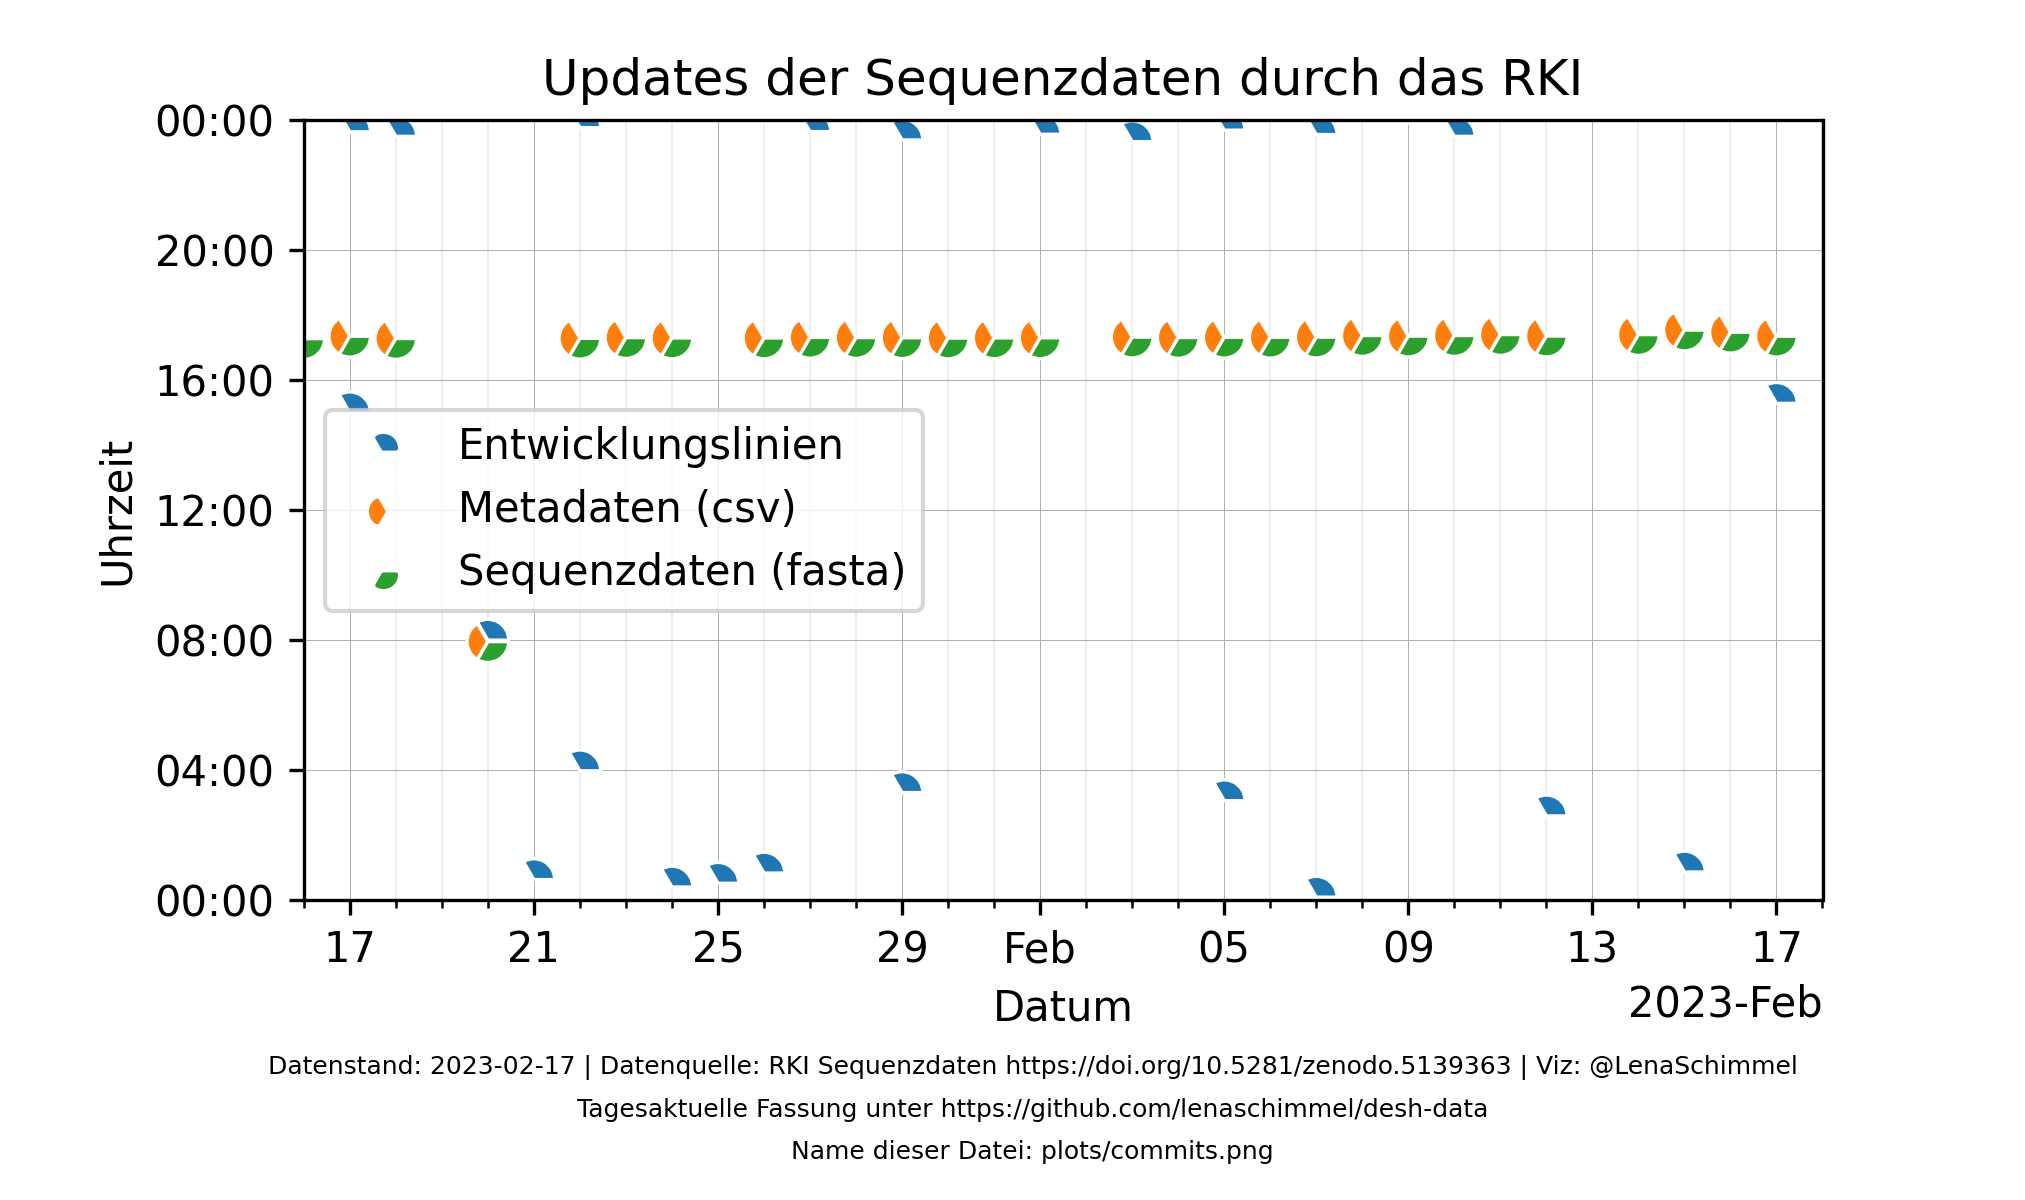 Updates der Sequenzdaten durch das RKI
00:00
20:00
16:00
12:00
08:00
04:00
00:00
Uhrzeit
Entwicklungslinien
Metadaten (csv)
Sequenzdaten (fasta)
17 21 25 29 Feb 05 09 13 17
Datum
2023-Feb
Datenstand: 2023-02-17 | Datenquelle: RKI Sequenzdaten https://doi.org/10.5281/zenodo.5139363 | Viz: @LenaSchimmel
Tagesaktuelle Fassung unter https://github.com/lenaschimmel/desh-data
Name dieser Datei: plots/commits.png